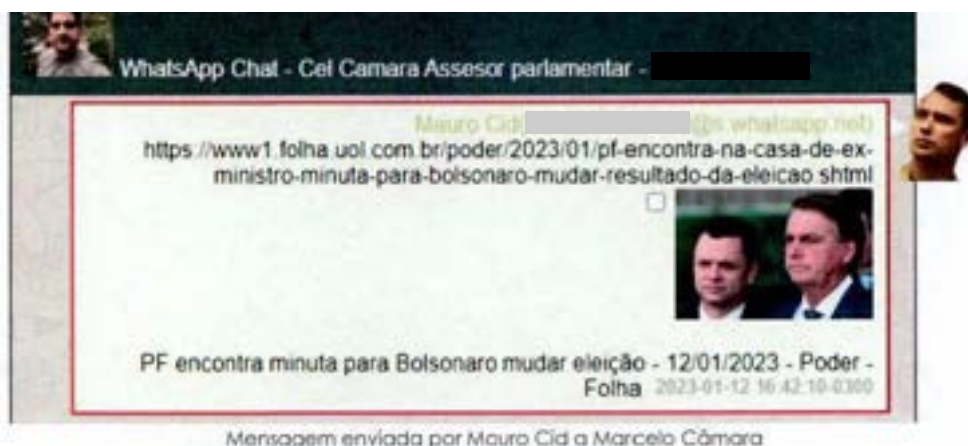 WhatsApp Chat - Cel Camara Assesor parlamentar -
Mauro Cid @s.whatsapp.net)
https://www1.folha.uol.com.br/poder/2023/01/pf-encontra-na-casa-de-ex-
ministro-minuta-para-bolsonaro-mudar-resultado-da-eleicao.shtml
PF encontra minuta para Bolsonaro mudar eleição - 12/01/2023 - Poder -
Folha 2023-01-12 16:42:10-0300
Mensagem enviada por Mauro Cid a Marcelo Câmara